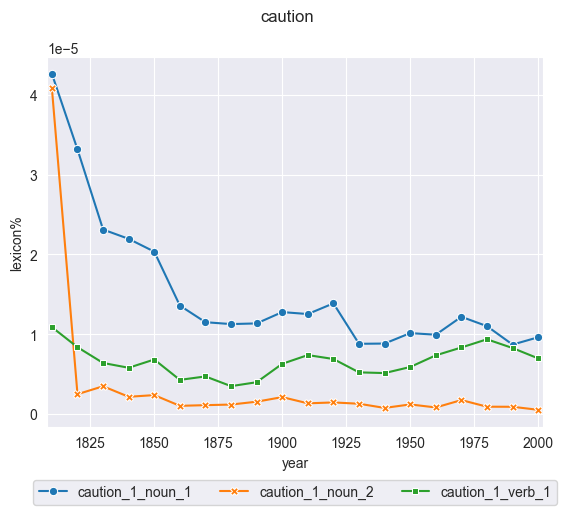 caution
1e−5
4
3
2
1
0
lexicon%
1825 1850 1875 1900 1925 1950 1975 2000
year
caution_1_noun_1 caution_1_noun_2 caution_1_verb_1